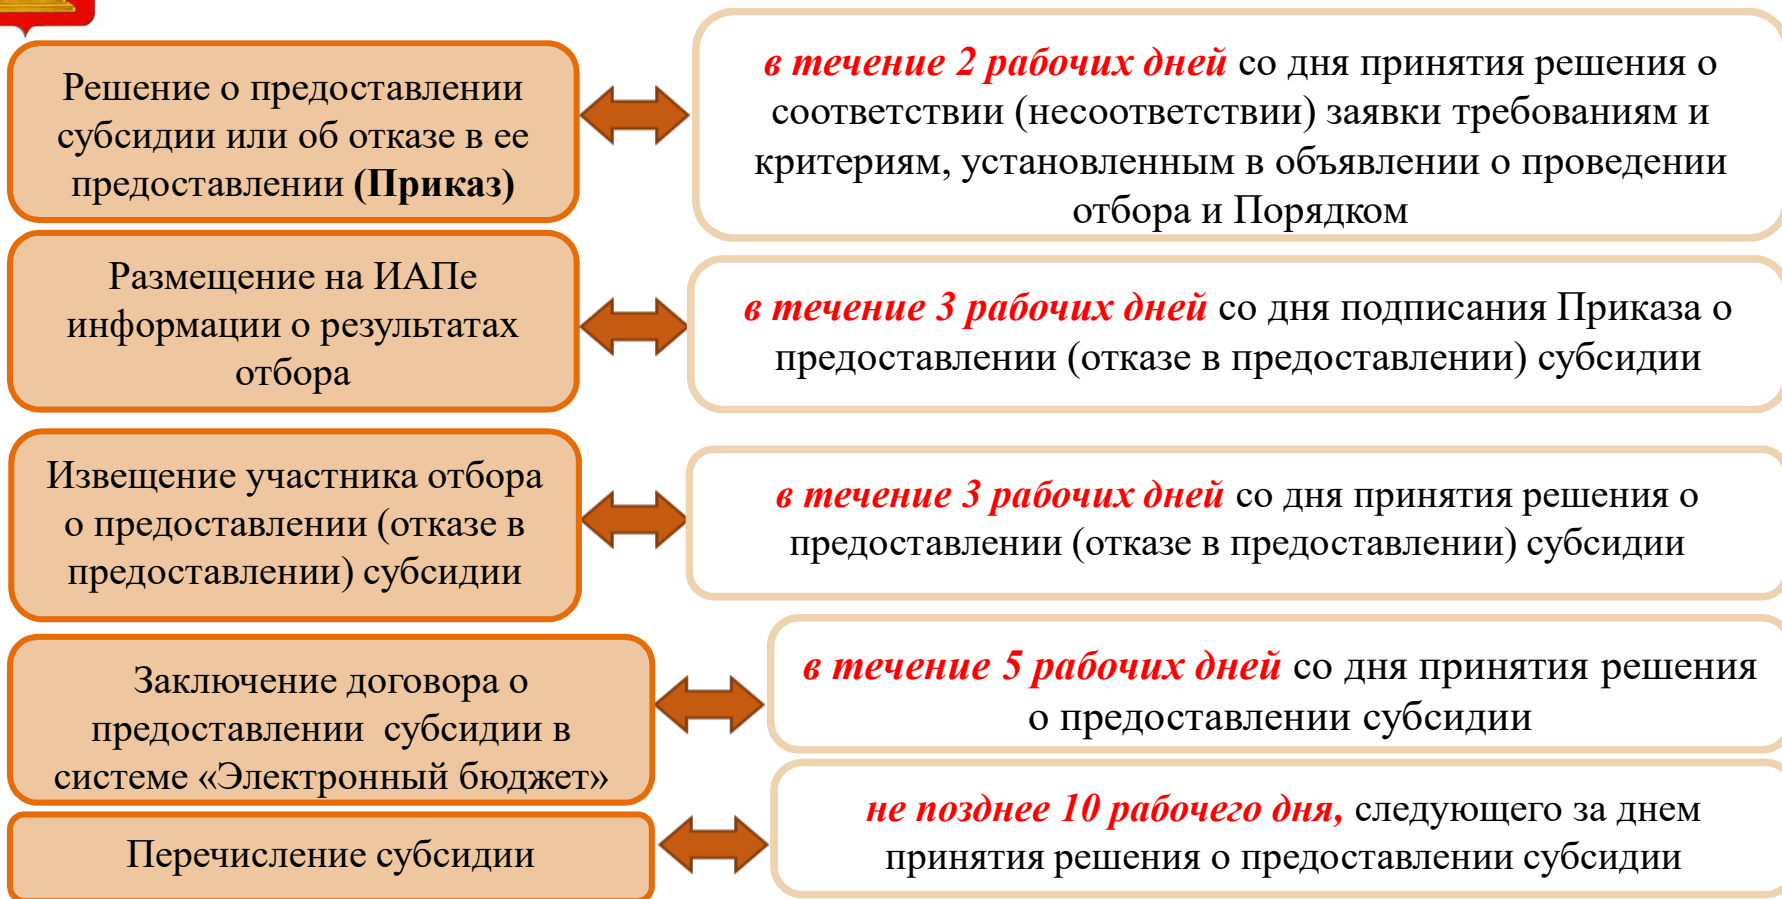 Решение о предоставлении
субсидии или об отказе в ее
предоставлении (Приказ)
в течение 2 рабочих дней со дня принятия решения о
соответствии (несоответствии) заявки требованиям и
критериям, установленным в объявлении о проведении
отбора и Порядком
Размещение на ИАПе
информации о результатах
отбора
в течение 3 рабочих дней со дня подписания Приказа о
предоставлении (отказе в предоставлении) субсидии
Извещение участника отбора
о предоставлении (отказе в
предоставлении) субсидии
в течение 3 рабочих дней со дня принятия решения о
предоставлении (отказе в предоставлении) субсидии
Заключение договора о
предоставлении субсидии в
системе «Электронный бюджет»
в течение 5 рабочих дней со дня принятия решения
о предоставлении субсидии
Перечисление субсидии
не позднее 10 рабочего дня, следующего за днем
принятия решения о предоставлении субсидии